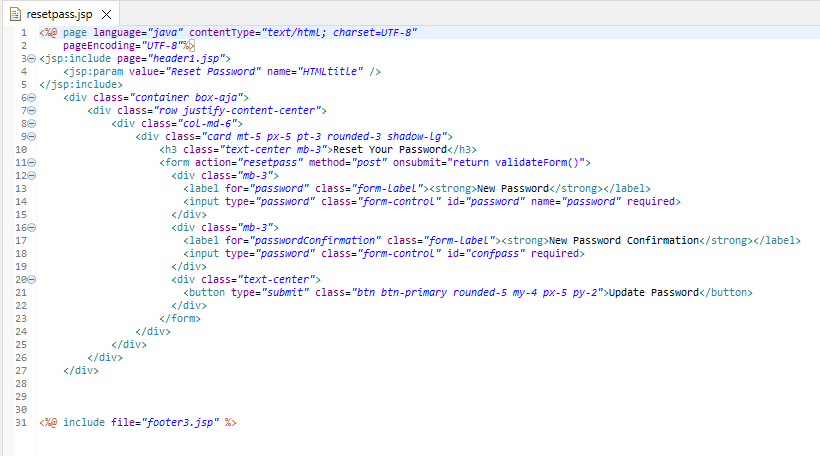 resetpass.jsp
1 <%@ page language="java" contentType="text/html; charset=UTF-8"
2     pageEncoding="UTF-8"%>
3 <jsp:include page="header1.jsp">
4     <jsp:param value="Reset Password" name="HTMLtitle" />
5 </jsp:include>
6     <div class="container box-aja">
7         <div class="row justify-content-center">
8             <div class="col-md-6">
9                 <div class="card mt-5 px-5 pt-3 rounded-3 shadow-lg">
10                     <h3 class="text-center mb-3">Reset Your Password</h3>
11                     <form action="resetpass" method="post" onsubmit="return validateForm()">
12                       <div class="mb-3">
13                         <label for="password" class="form-label"><strong>New Password</strong></label>
14                         <input type="password" class="form-control" id="password" name="password" required>
15                       </div>
16                       <div class="mb-3">
17                         <label for="passwordConfirmation" class="form-label"><strong>New Password Confirmation</strong></label>
18                         <input type="password" class="form-control" id="confpass" required>
19                       </div>
20                       <div class="text-center">
21                         <button type="submit" class="btn btn-primary rounded-5 my-4 px-5 py-2">Update Password</button>
22                       </div>
23                     </form>
24                 </div>
25             </div>
26         </div>
27     </div>
28
29
30
31 <%@ include file="footer3.jsp" %>